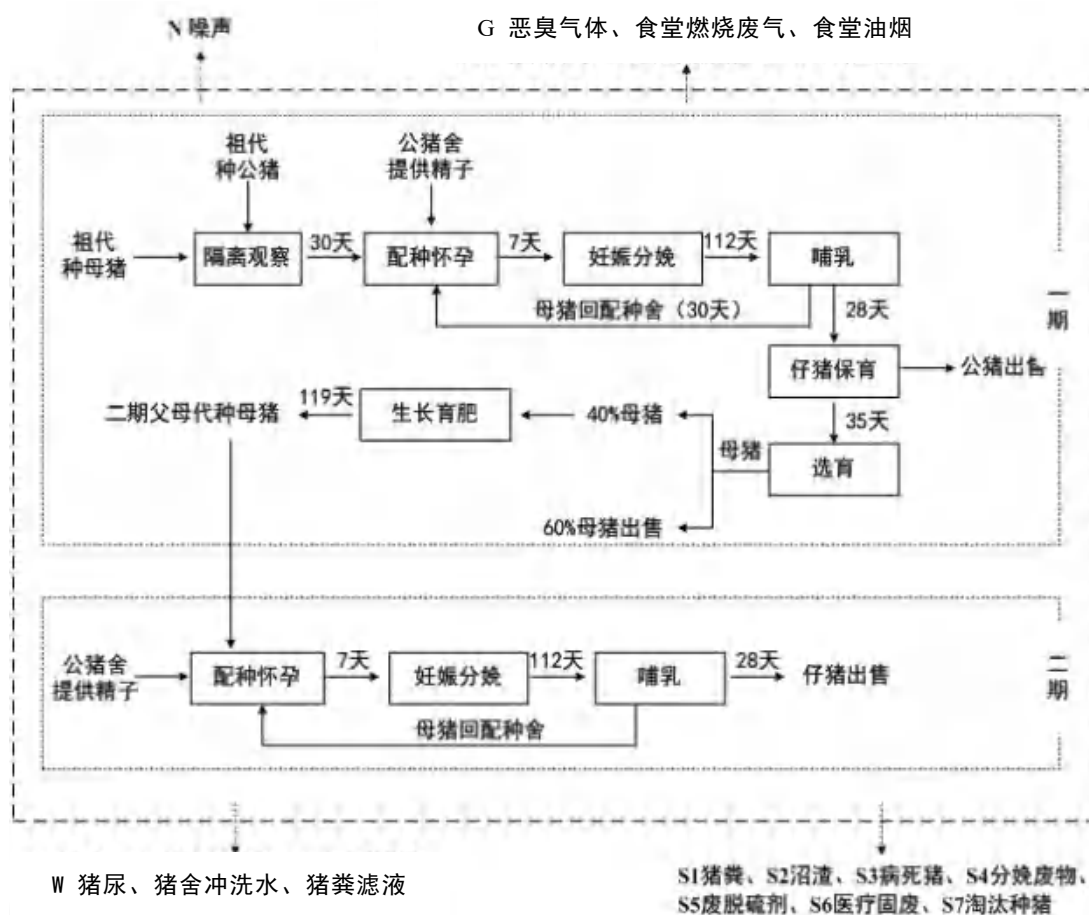 N 噪声
G 恶臭气体、食堂燃烧废气、食堂油烟
祖代
种公猪
公猪舍
提供精子
祖代
种母猪
隔离观察
30天
配种怀孕
7天
妊娠分娩
112天
哺乳
母猪回配种舍（30天）
28天
一
期
仔猪保育
公猪出售
二期父母代种母猪
119天
生长育肥
40%母猪
母猪
35天
选育
60%母猪出售
公猪舍
提供精子
配种怀孕
7天
妊娠分娩
112天
哺乳
28天
仔猪出售
二
期
母猪回配种舍
W 猪尿、猪舍冲洗水、猪粪滤液
S1猪粪、S2沼渣、S3病死猪、S4分娩废物、
S5废脱硫剂、S6医疗固废、S7淘汰种猪